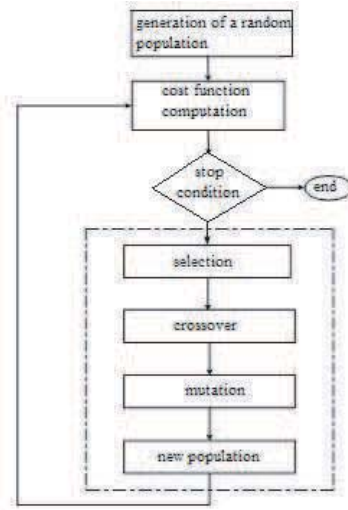 generation of a random
population
cost function
computation
stop
condition
end
selection
crossover
mutation
new population